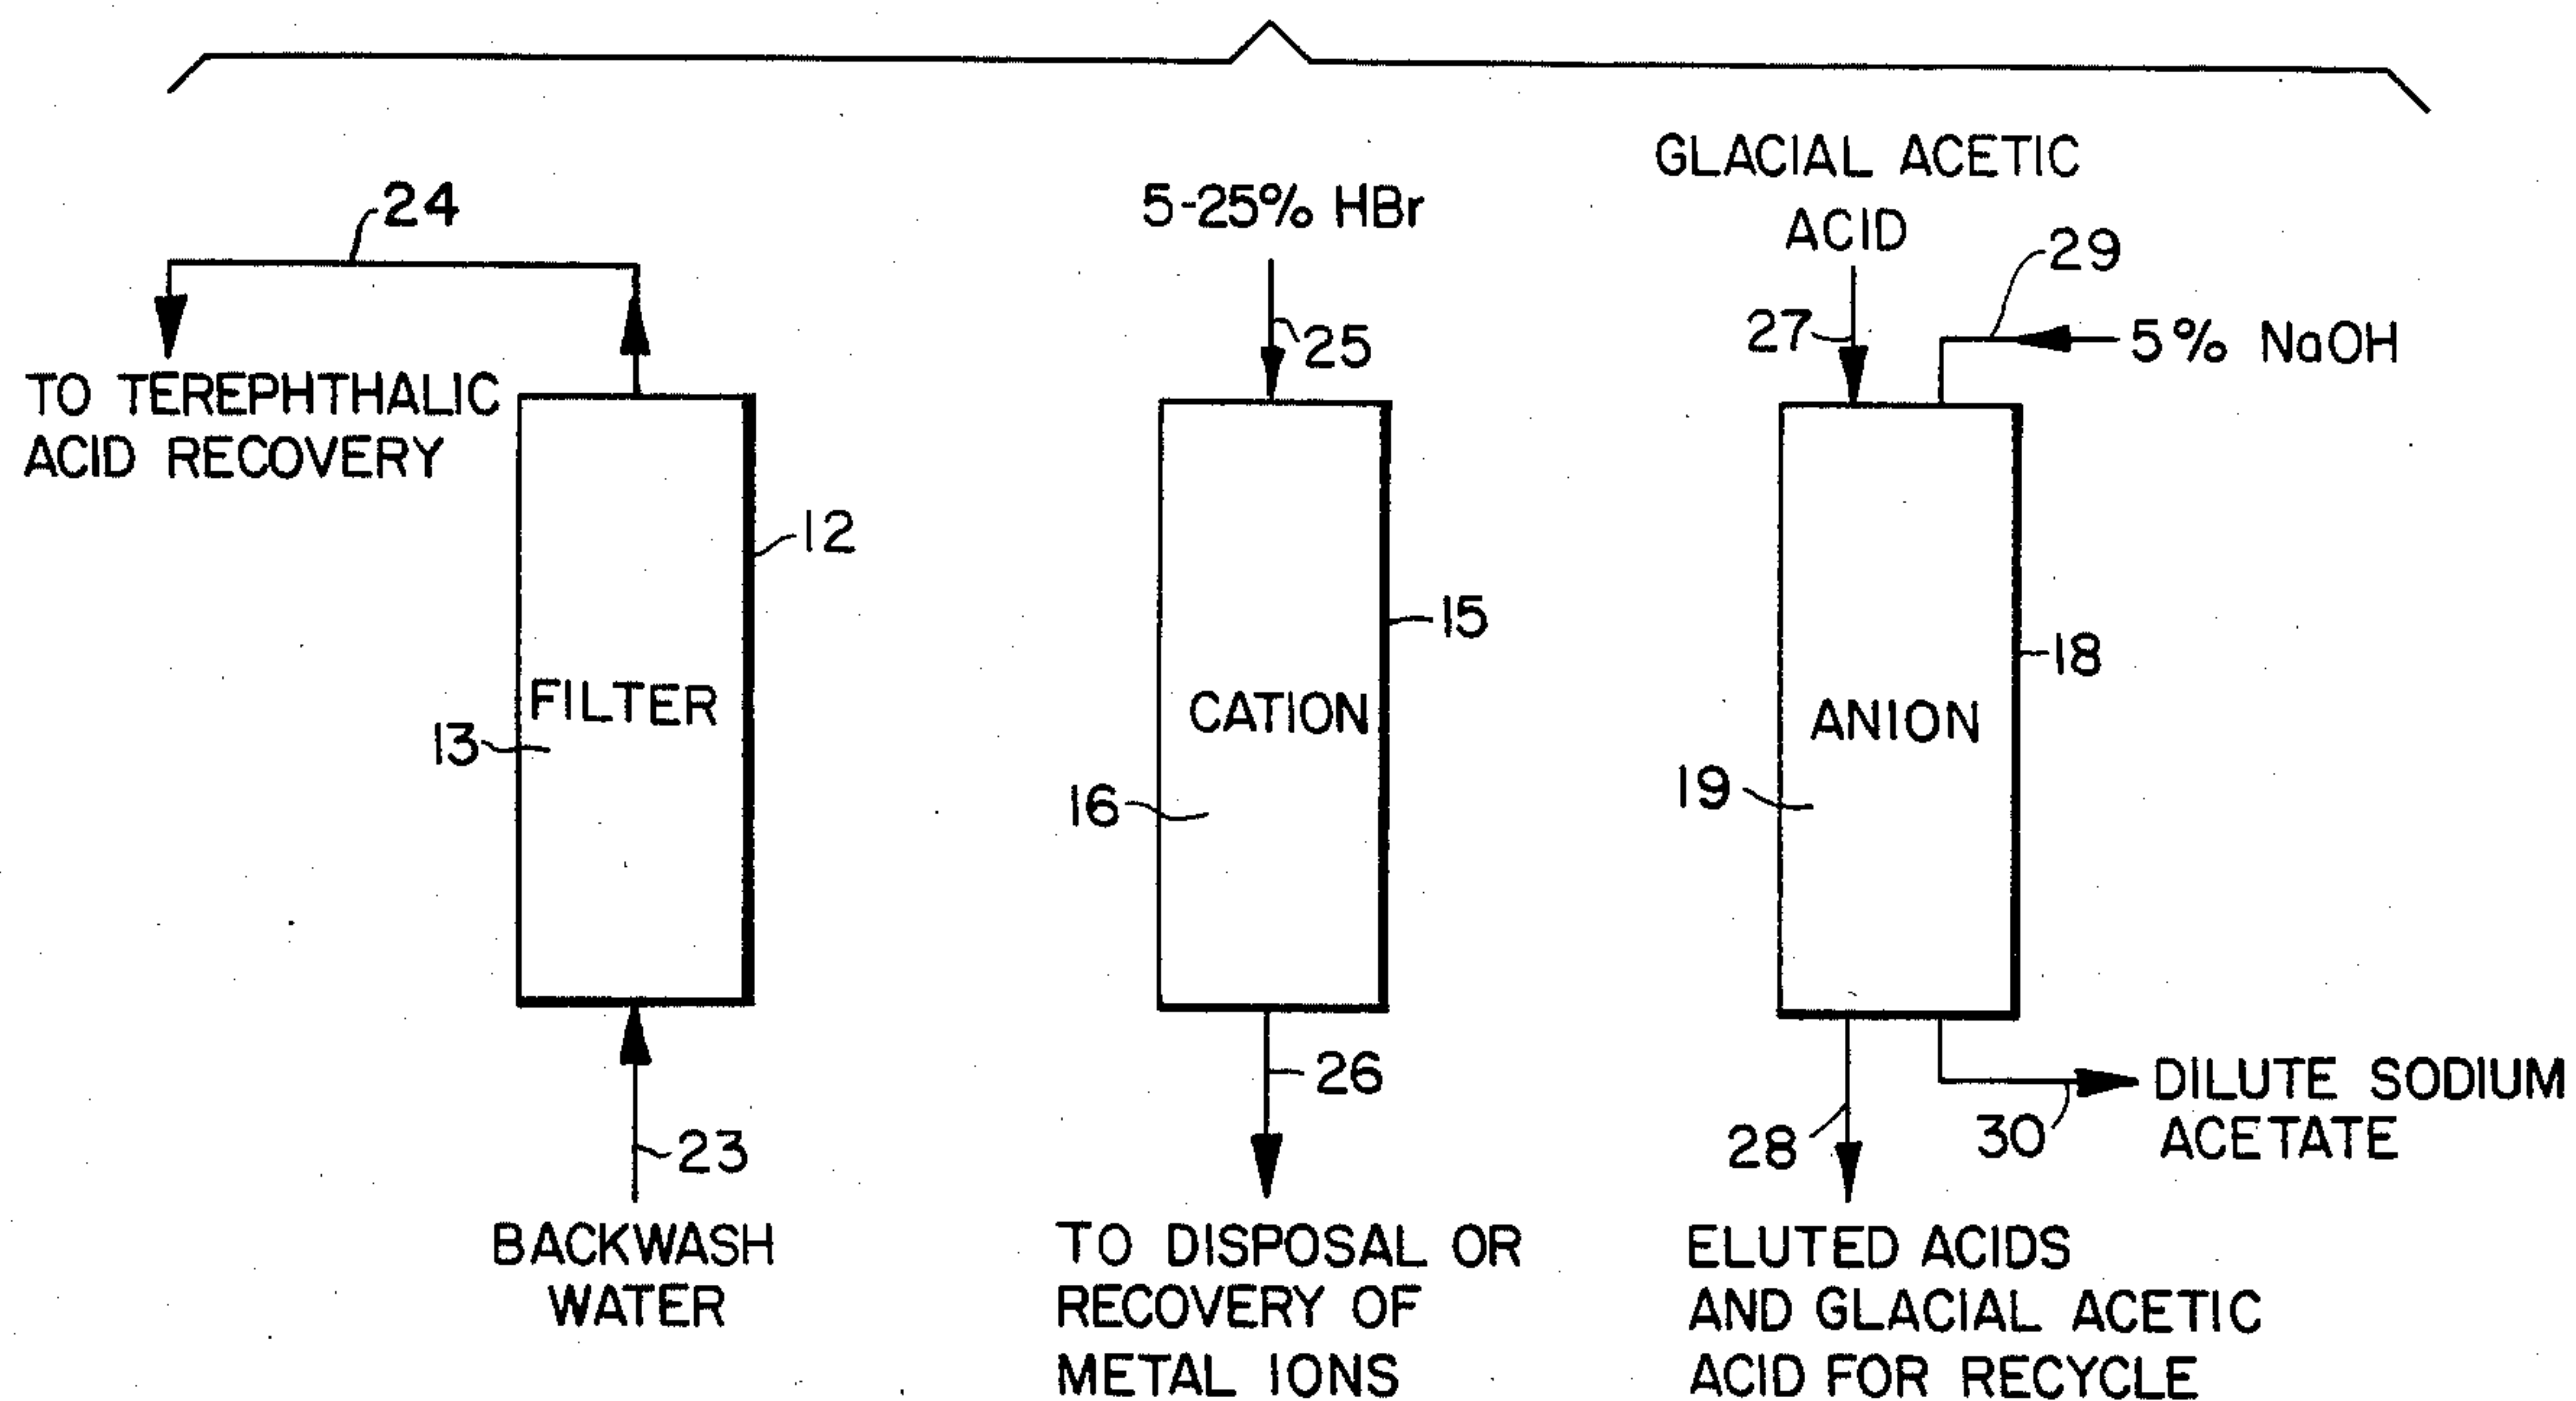 24
TO TEREPHTHALIC
ACID RECOVERY
12
FILTER
13
23
BACKWASH
WATER
5-25% HBr
25
15
CATION
16
26
TO DISPOSAL OR
RECOVERY OF
METAL IONS
GLACIAL ACETIC
ACID
29
27
5% NaOH
18
ANION
19
28
30
DILUTE SODIUM
ACETATE
ELUTED ACIDS
AND GLACIAL ACETIC
ACID FOR RECYCLE